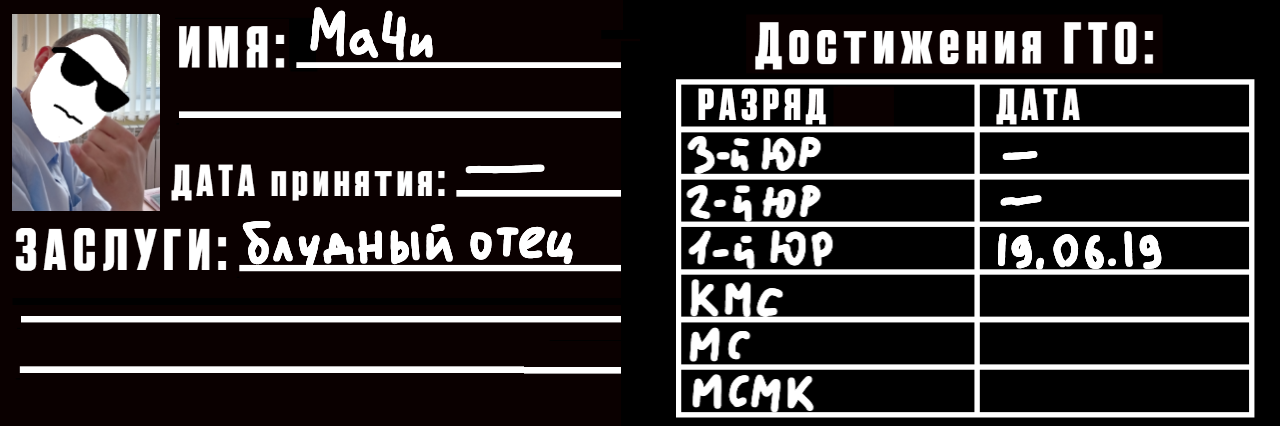 ИМЯ: МаЧи
ДАТА принятия: —
ЗАСЛУГИ: блудный отец
Достижения ГТО:
РАЗРЯД ДАТА
3-й ЮР —
2-й ЮР —
1-й ЮР 19.06.19
КМС
МС
МСМК